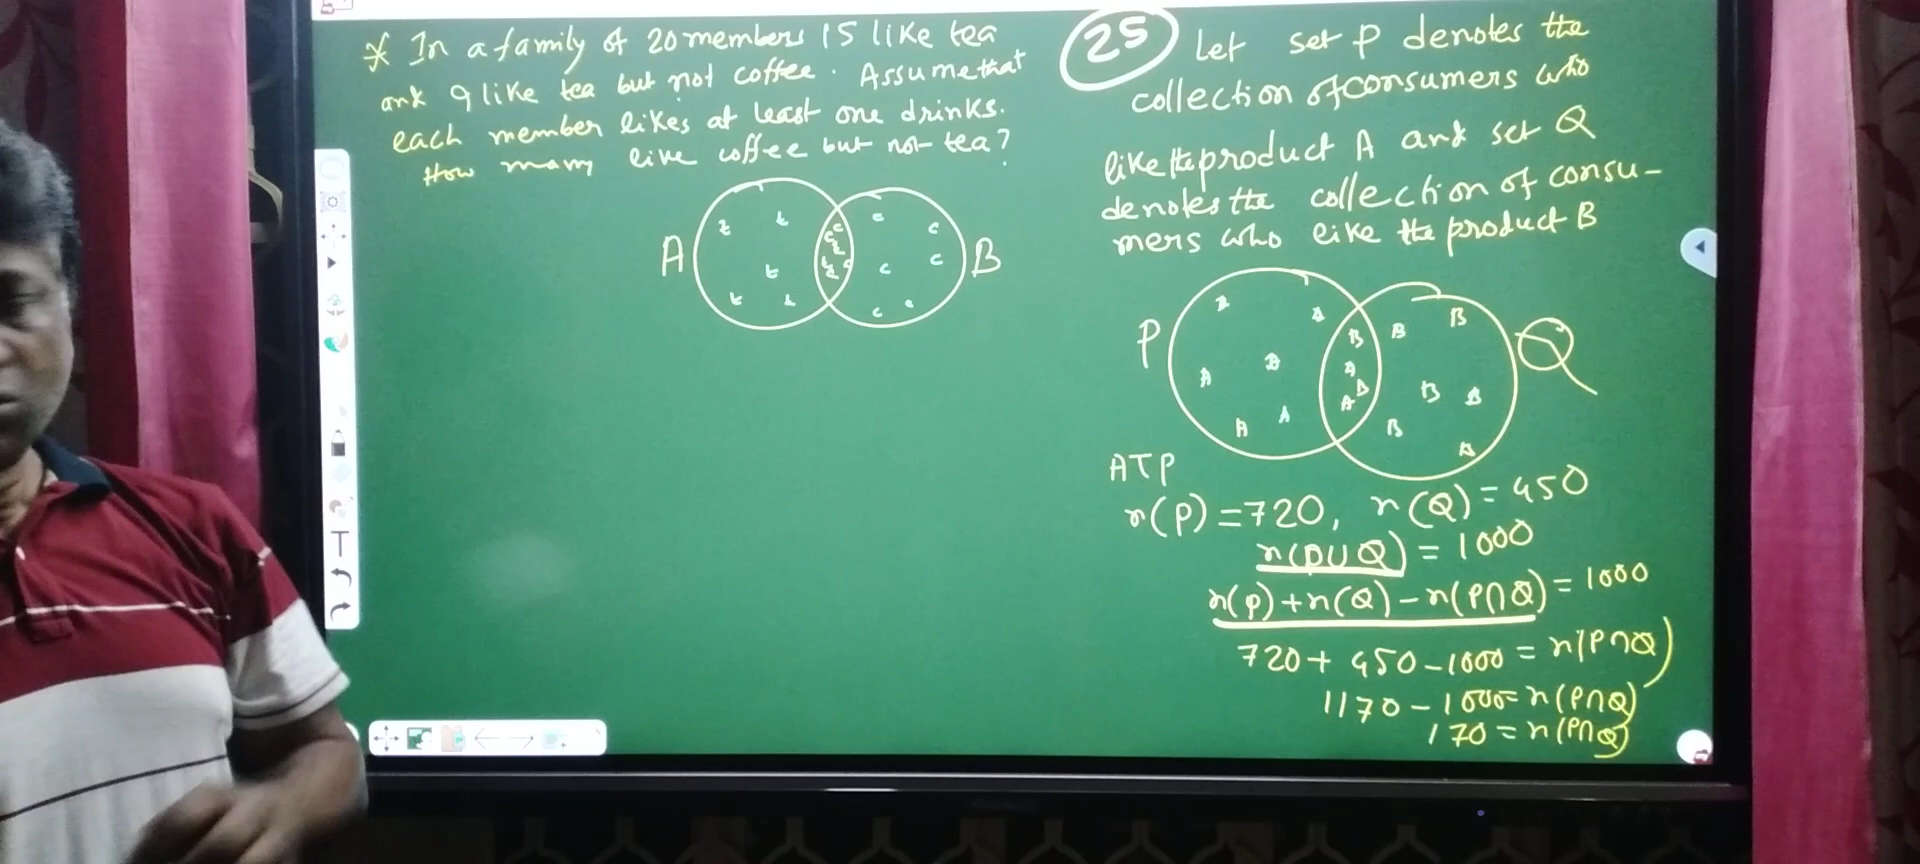 * In a family of 20 members 15 like tea
and 9 like tea but not coffee. Assume that
each member likes at least one drinks.
How many like coffee but not tea?
A
B
25
Let set P denotes the
collection of consumers who
like the product A and set Q
denotes the collection of consu-
mers who like the product B
P
Q
ATP
n(P) = 720, n(Q) = 450
n(P∪Q) = 1000
n(P) + n(Q) - n(P∩Q) = 1000
720 + 450 - 1000 = n(P∩Q)
1170 - 1000 = n(P∩Q)
170 = n(P∩Q)
T